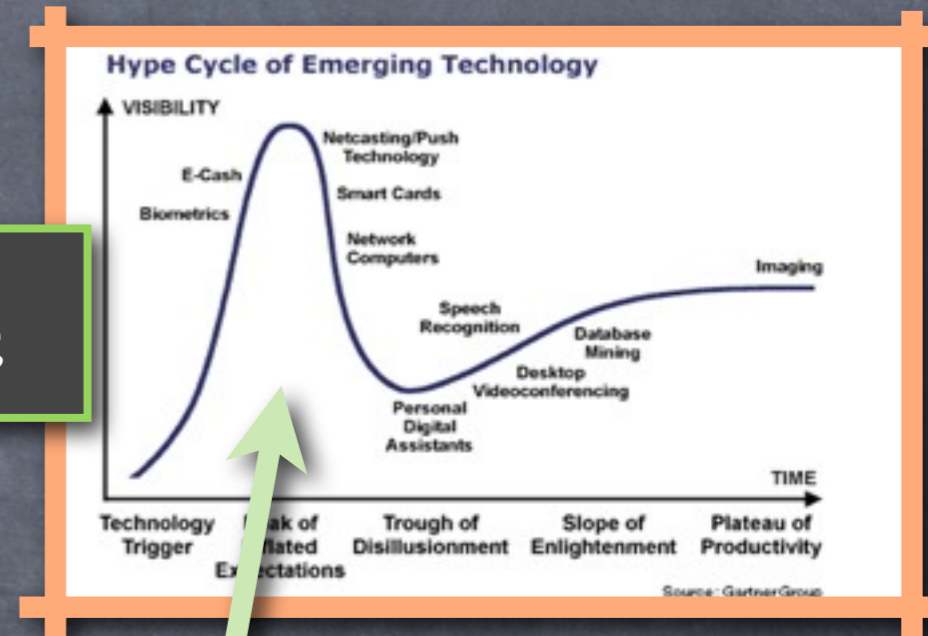 Hype Cycle of Emerging Technology
VISIBILITY
Netcasting/Push
Technology
E-Cash
Smart Cards
Biometrics
Network
Computers
Imaging
Speech
Recognition
Database
Mining
Desktop
Videoconferencing
Personal
Digital
Assistants
TIME
Technology
Trigger
of
Trough of
Disillusionment
Slope of
Enlightenment
Plateau of
Productivity
Source: GartnerGroup